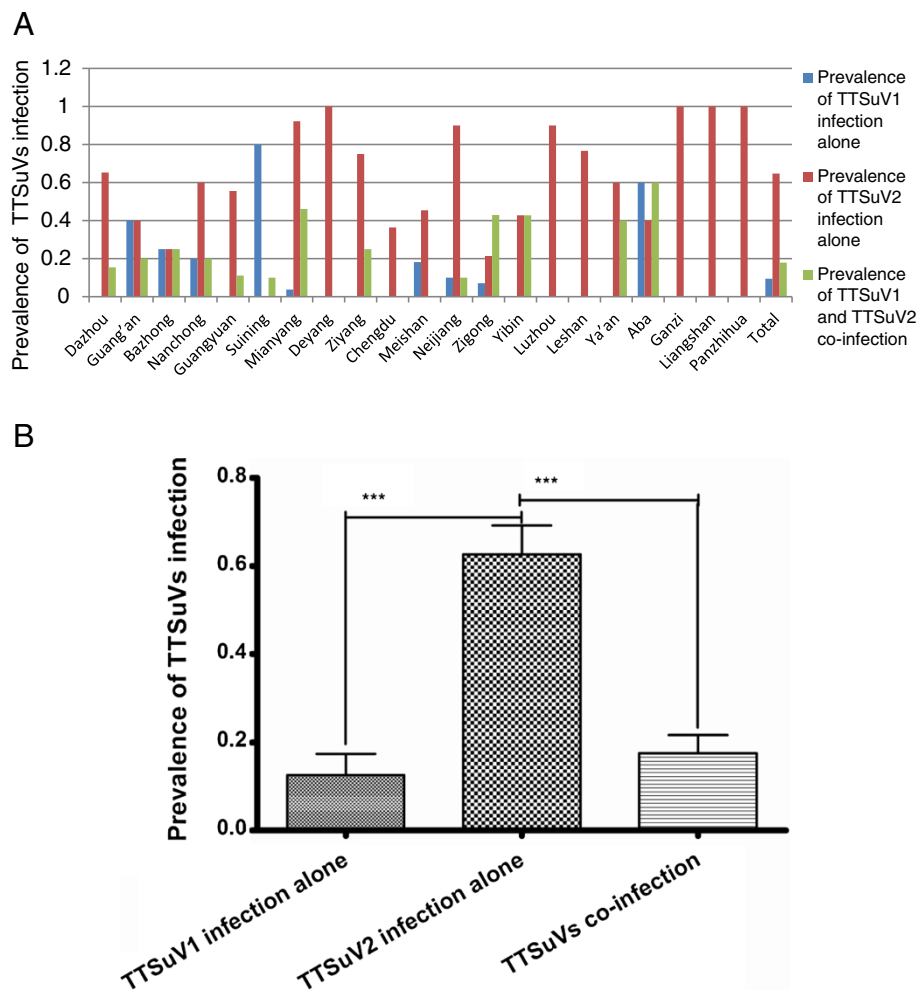 A
Prevalence of TTSuVs infection
1.2
1
0.8
0.6
0.4
0.2
0
Dazhou
Guang'an
Bazhong
Nanchong
Guangyuan
Suining
Mianyang
Deyang
Ziyang
Chengdu
Meishan
Neijiang
Zigong
Yibin
Luzhou
Leshan
Ya'an
Aba
Ganzi
Liangshan
Panzhihua
Total
Prevalence
of TTSuV1
infection
alone
Prevalence
of TTSuV2
infection
alone
Prevalence
of TTSuV1
and TTSuV2
co-infection
B
Prevalence of TTSuVs infection
0.8
0.6
0.4
0.2
0.0
***
***
TTSuV1 infection alone
TTSuV2 infection alone
TTSuVs co-infection